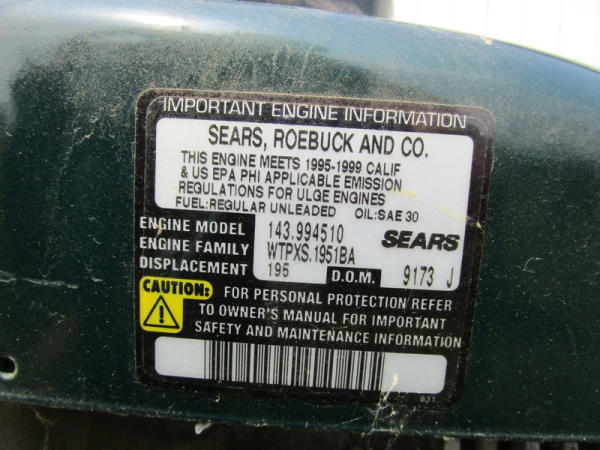 IMPORTANT ENGINE INFORMATION
SEARS, ROEBUCK AND CO.
THIS ENGINE MEETS 1995-1999 CALIF
& US EPA PHI APPLICABLE EMISSION
REGULATIONS FOR ULGE ENGINES
FUEL:REGULAR UNLEADED OIL:SAE 30
ENGINE MODEL 143.994510 SEARS
ENGINE FAMILY WTPXS.1951BA
DISPLACEMENT 195 D.O.M. 9173 J
CAUTION: FOR PERSONAL PROTECTION REFER
TO OWNER'S MANUAL FOR IMPORTANT
SAFETY AND MAINTENANCE INFORMATION